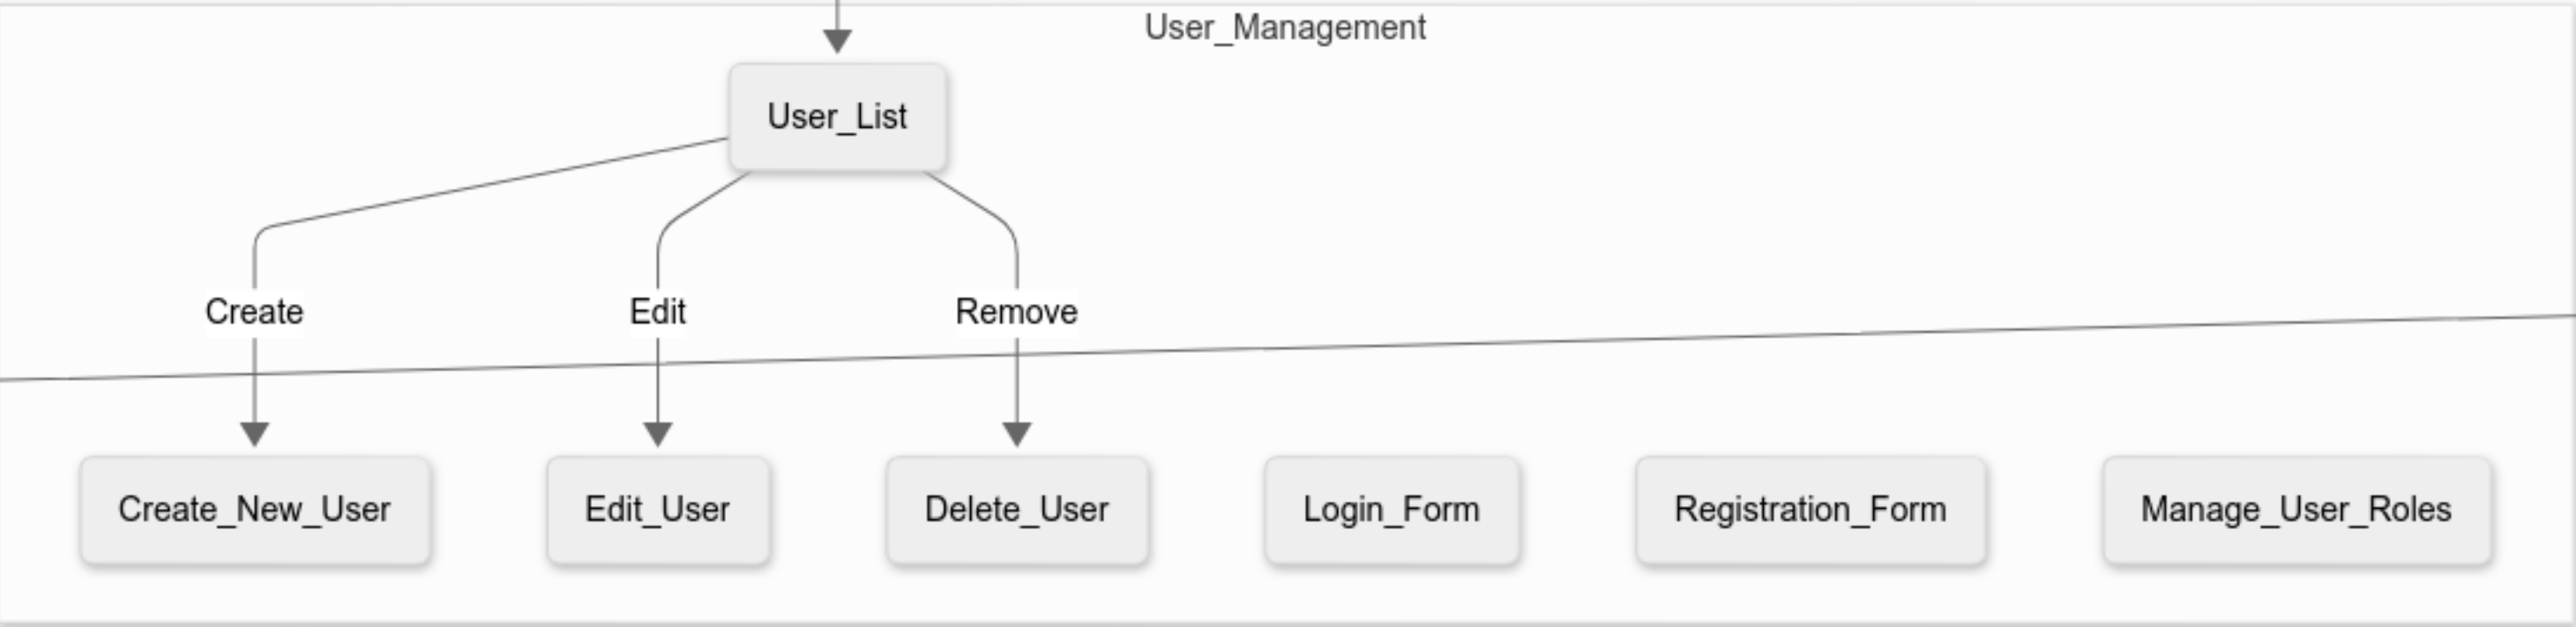 User_Management
User_List
Create
Edit
Remove
Create_New_User
Edit_User
Delete_User
Login_Form
Registration_Form
Manage_User_Roles